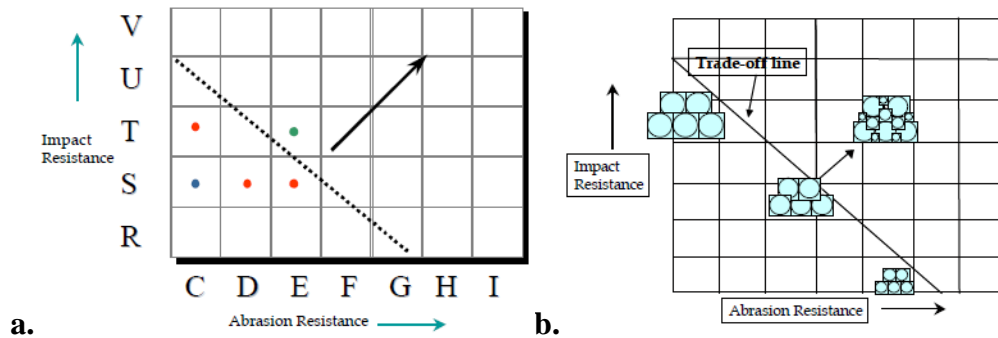 V
U
T
S
R
Impact
Resistance
C D E F G H I
Abrasion Resistance
a.
Trade-off line
Impact
Resistance
Abrasion Resistance
b.